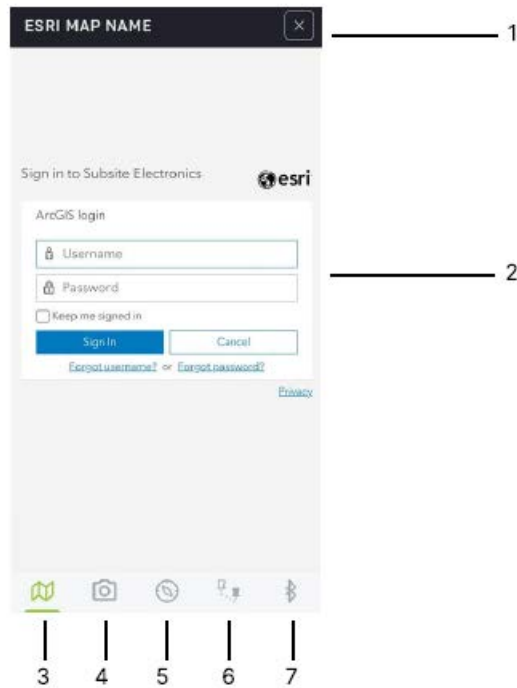 ESRI MAP NAME
1
Sign in to Subsite Electronics
esri
ArcGIS login
Username
2
Password
Keep me signed in
Sign In Cancel
Forgot username? or Forgot password?
Privacy
3 4 5 6 7